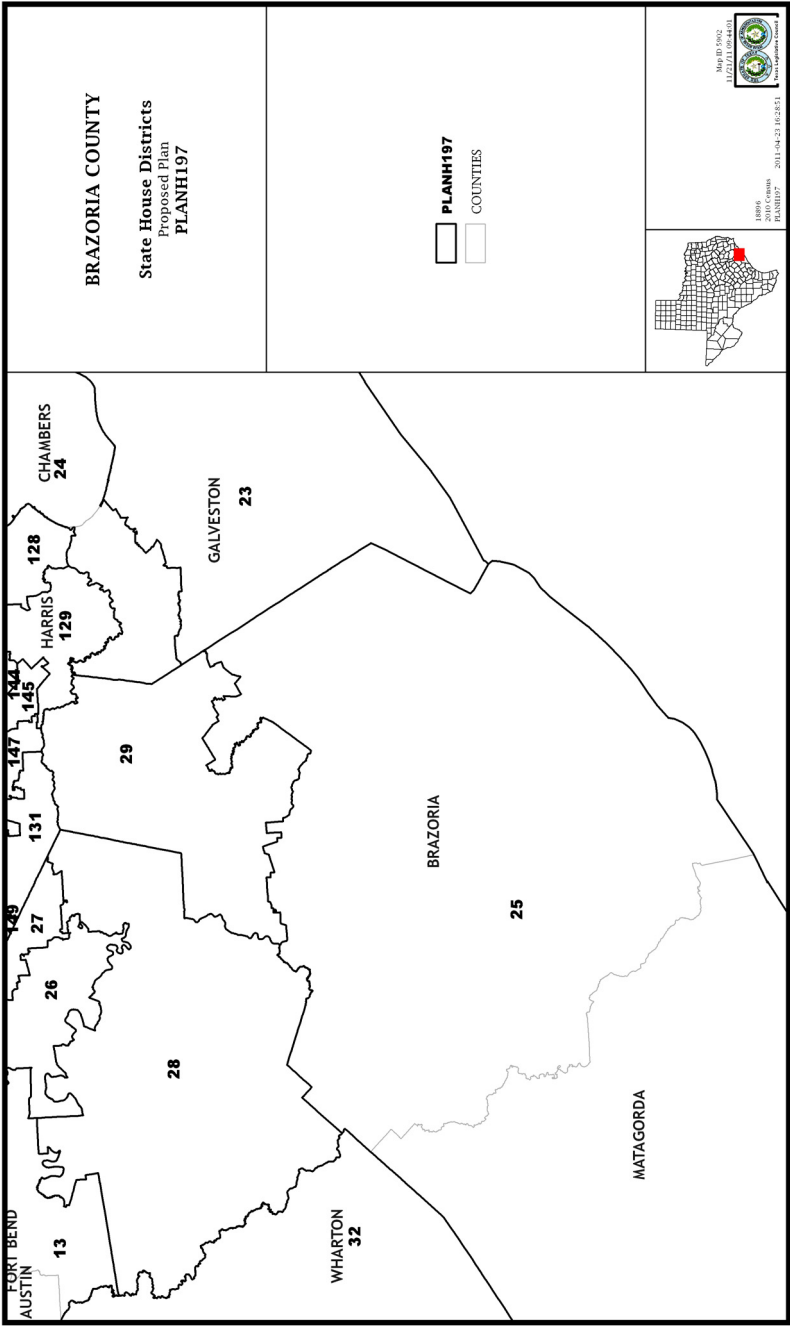 BRAZORIA COUNTY
State House Districts
Proposed Plan
PLANH197
PLANH197
COUNTIES
Map ID 5902
11/21/11 09:44:01
Texas Legislative Council
18896
2010 Census
PLANH197
2011-04-23 16:28:51
FORT BEND
AUSTIN
13
26
149
27
131
147
144
145
HARRIS
129
128
CHAMBERS
24
28
29
GALVESTON
23
WHARTON
32
BRAZORIA
25
MATAGORDA